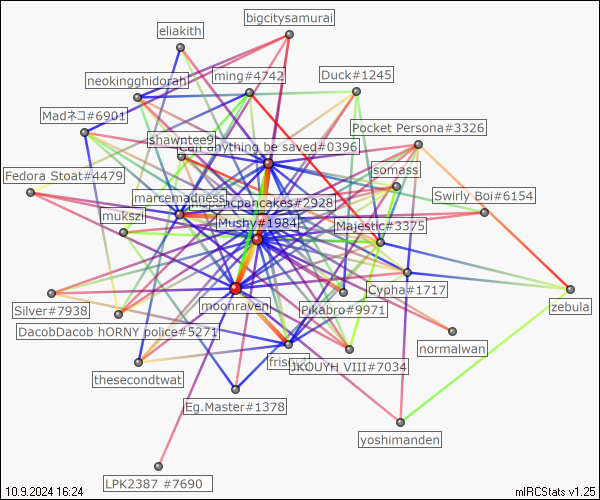 bigcitysamurai
eliakith
ming#4742
Duck#1245
neokingghidorah
Madネコ#6901
Pocket Persona#3326
shawntee9
Can anything be saved#0396
somass
Fedora Stoat#4479
marcemadness
hispanicpancakes#2928
Swirly Boi#6154
mukszi
Mushy#1984
Majestic#3375
Cypha#1717
moonraven
Silver#7938
Pikabro#9971
zebula
DacobDacob hORNY police#5271
normalwan
thesecondtwat
JKOUYH VIII#7034
Eg.Master#1378
yoshimanden
LPK2387 #7690
10.9.2024 16:24
mIRCStats v1.25